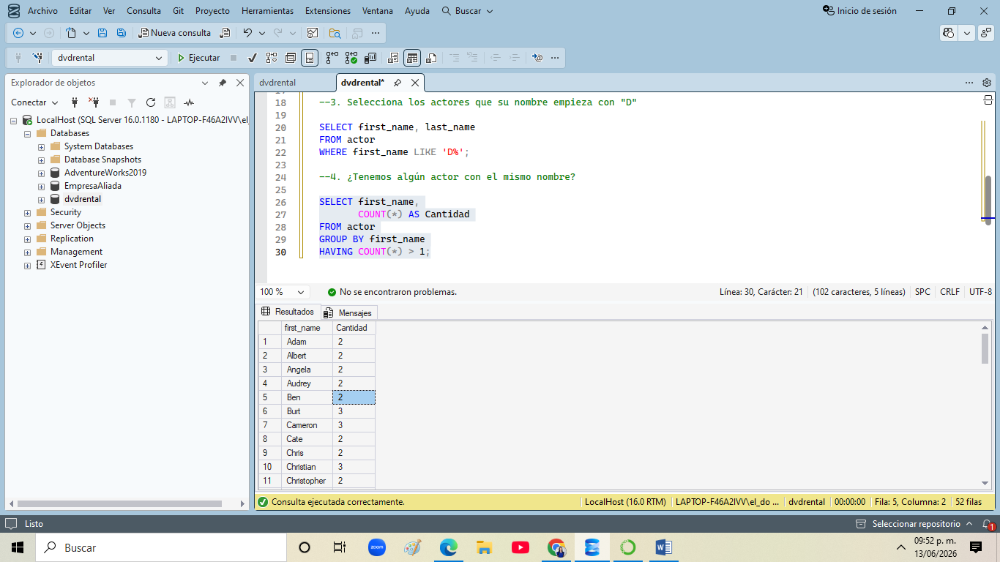 Archivo Editar Ver Consulta Git Proyecto Herramientas Extensiones Ventana Ayuda Buscar Inicio de sesión
Nueva consulta
dvdrental Ejecutar
Explorador de objetos
Conectar
LocalHost (SQL Server 16.0.1180 - LAPTOP-F46A2IVV\el_
Databases
System Databases
Database Snapshots
AdventureWorks2019
EmpresaAliada
dvdrental
Security
Server Objects
Replication
Management
XEvent Profiler
dvdrental dvdrental*
18 --3. Selecciona los actores que su nombre empieza con "D"
19
20 SELECT first_name, last_name
21 FROM actor
22 WHERE first_name LIKE 'D%';
23
24 --4. ¿Tenemos algún actor con el mismo nombre?
25
26 SELECT first_name,
27 COUNT(*) AS Cantidad
28 FROM actor
29 GROUP BY first_name
30 HAVING COUNT(*) > 1;
100 % No se encontraron problemas. Línea: 30, Carácter: 21 (102 caracteres, 5 líneas) SPC CRLF UTF-8
Resultados Mensajes
first_name Cantidad
1 Adam 2
2 Albert 2
3 Angela 2
4 Audrey 2
5 Ben 2
6 Burt 3
7 Cameron 3
8 Cate 2
9 Chris 2
10 Christian 3
11 Christopher 2
Consulta ejecutada correctamente. LocalHost (16.0 RTM) LAPTOP-F46A2IVV\el_do ... dvdrental 00:00:00 Fila: 5, Columna: 2 52 filas
Listo Seleccionar repositorio 1
Buscar zoom 09:52 p. m.
13/06/2026